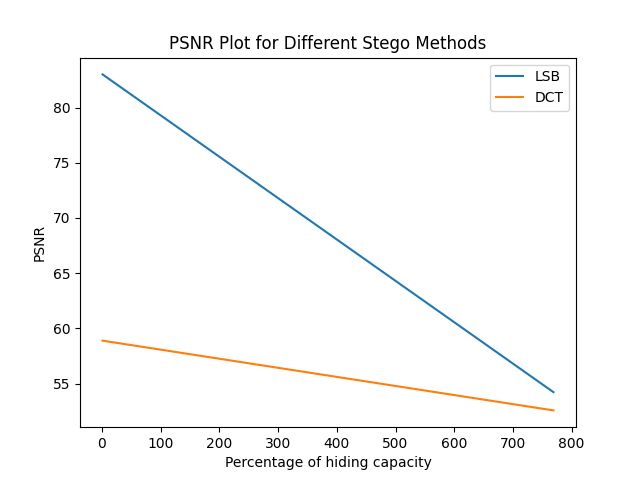 PSNR Plot for Different Stego Methods
LSB
DCT
80
75
70
65
60
55
PSNR
0 100 200 300 400 500 600 700 800
Percentage of hiding capacity